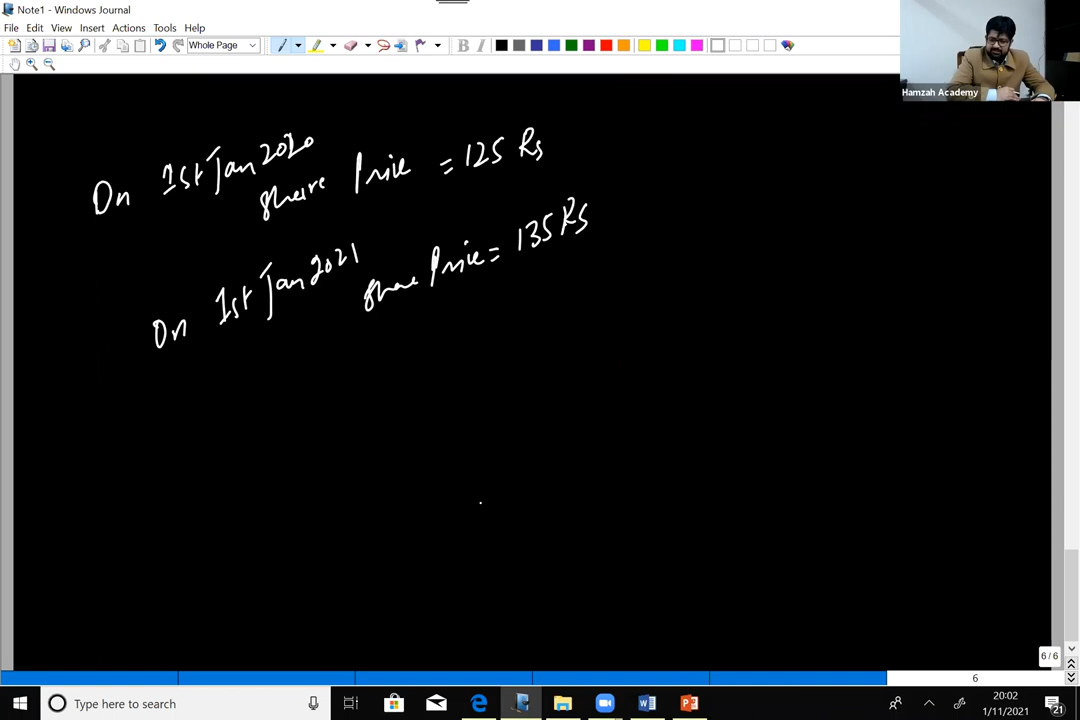 Note1 - Windows Journal
File Edit View Insert Actions Tools Help
Whole Page
B I
Hamzah Academy
On 1st Jan 2020
share Price = 125 Rs
On 1st Jan 2021
share Price = 135 Rs
6 / 6
6
Type here to search
20:02
1/11/2021
21